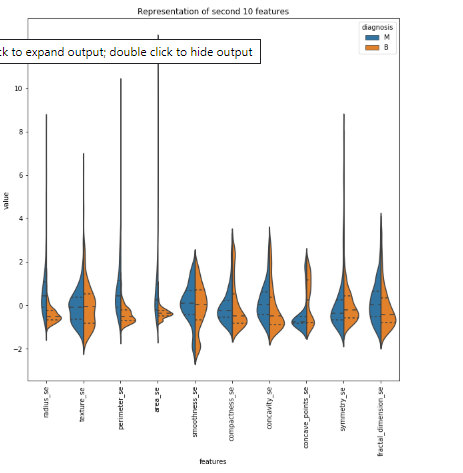 Representation of second 10 features
ck to expand output; double click to hide output
diagnosis
M
B
10
8
6
4
2
0
−2
value
radius_se
texture_se
perimeter_se
area_se
smoothness_se
compactness_se
concavity_se
concave_points_se
symmetry_se
fractal_dimension_se
features